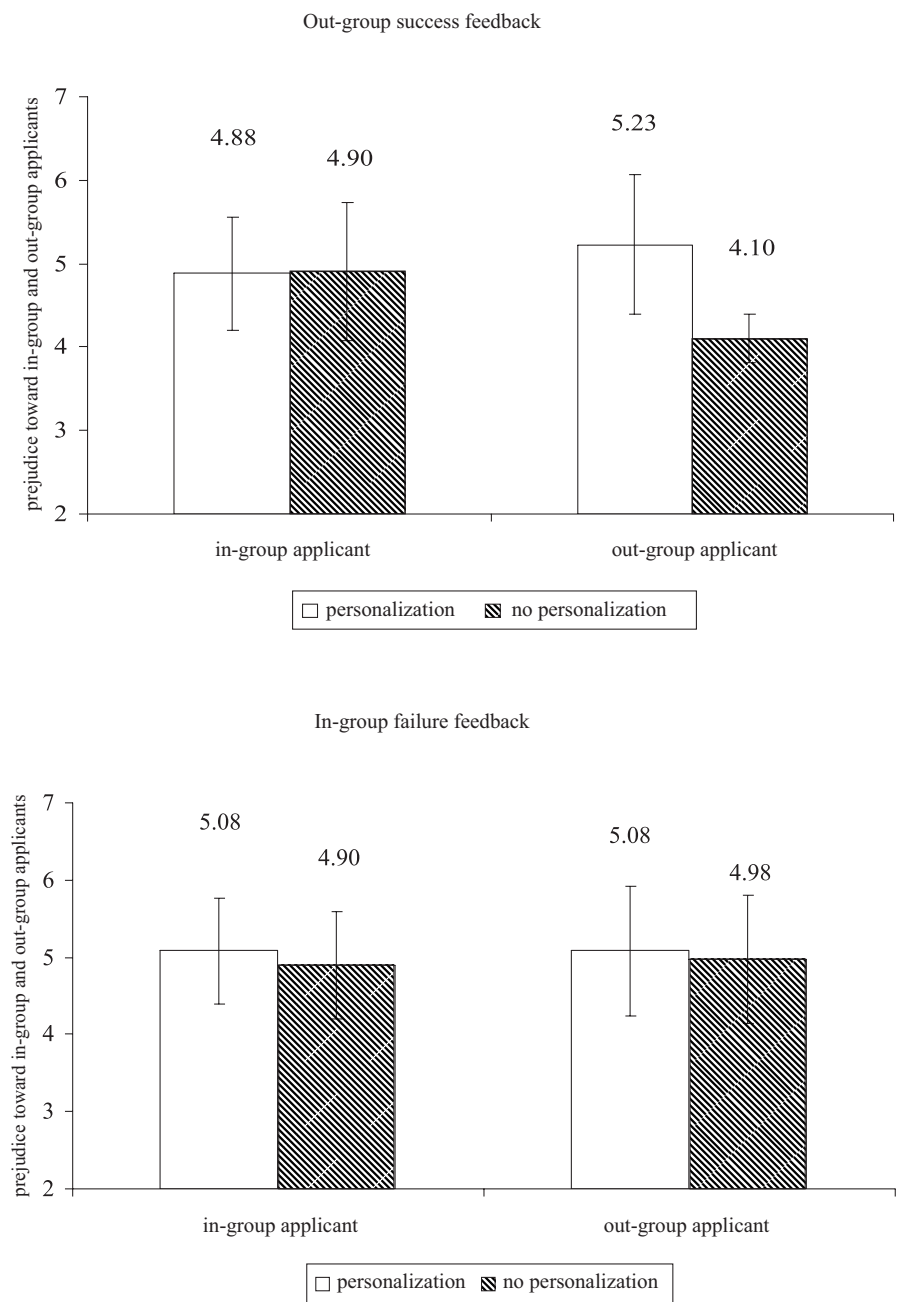 Out-group success feedback
prejudice toward in-group and out-group applicants
7
6
5
4
3
2
4.88
4.90
5.23
4.10
in-group applicant
out-group applicant
personalization
no personalization
In-group failure feedback
prejudice toward in-group and out-group applicants
7
6
5
4
3
2
5.08
4.90
5.08
4.98
in-group applicant
out-group applicant
personalization
no personalization